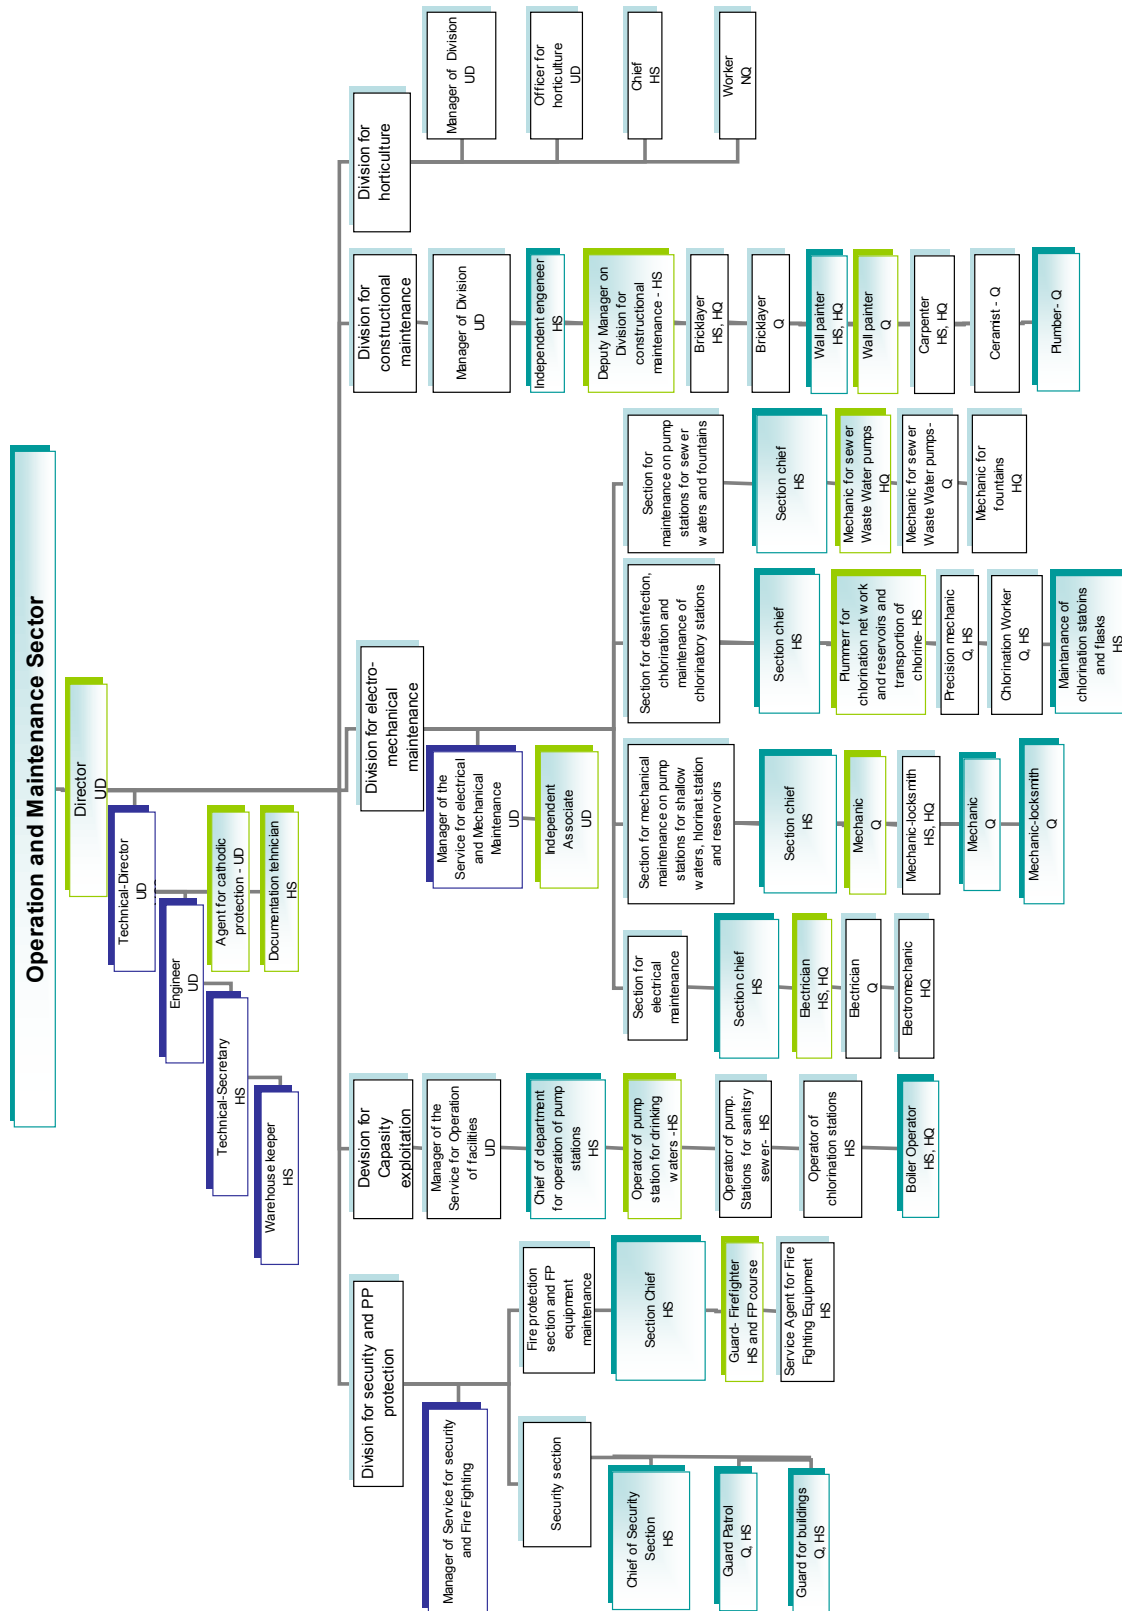 Operation and Maintenance Sector
Director
UD
Technical-Director
UD
Engineer
UD
Technical-Secretary
HS
Warehouse keeper
HS
Agent for cathodic
protection - UD
Documentation technician
HS
Division for security and PP
protection
Manager of Service for security
and Fire Fighting
Security section
Chief of Security
Section
HS
Guard Patrol
Q, HS
Guard for buildings
Q, HS
Fire protection
section and FP
equipment
maintenance
Section Chief
HS
Guard- Firefighter
HS and FP course
Service Agent for Fire
Fighting Equipment
HS
Devision for
Capasity
exploitation
Manager of the
Service for Operation
of facilities
UD
Chief of department
for operation of pump
stations
HS
Operator of pump
station for drinking
waters -HS
Operator of pump.
Stations for sanitsry
sewer- HS
Operator of
chlorination stations
HS
Boiler Operator
HS, HQ
Division for electro-
mechanical
maintenance
Manager of the
Service for electrical
and Mechanical
Maintenance
UD
Independent
Associate
UD
Section for
electrical
maintenance
Section chief
HS
Electrician
HS, HQ
Electrician
Q
Electromechanic
HQ
Section for mechanical
maintenance on pump
stations for shallow
waters, hlorinat.station
and reservoirs
Section chief
HS
Mechanic
Q
Mechanic-locksmith
HS, HQ
Mechanic
Q
Mechanic-locksmith
Q
Section for desinfection,
chloriration and
maintenance of
chlorinatory stations
Section chief
HS
Plummerr for
chlorination net work
and reservoirs and
transportion of
chlorine- HS
Precision mechanic
Q, HS
Chlorination Worker
Q, HS
Maintanance of
chlorination statoins
and flasks
HS
Section for
maintenance on pump
stations for sewer
waters and fountains
Section chief
HS
Mechanic for sewer
Waste Water pumps
HQ
Mechanic for sewer
Waste Water pumps-
Q
Mechanic for
fountains
HQ
Division for
constructional
maintenance
Manager of Division
UD
Independent engeneer
HS
Deputy Manager on
Division for
constructional
maintenance - HS
Bricklayer
HS, HQ
Bricklayer
Q
Wall painter
HS, HQ
Wall painter
Q
Carpenter
HS, HQ
Ceramist - Q
Plumber- Q
Division for
horticulture
Manager of Division
UD
Officer for
horticulture
UD
Chief
HS
Worker
NQ